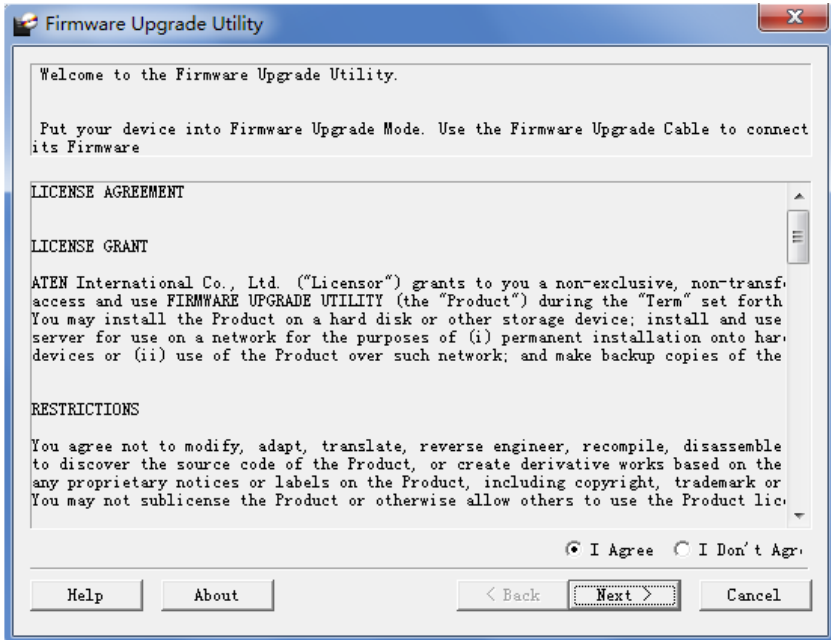 Firmware Upgrade Utility
Welcome to the Firmware Upgrade Utility.
Put your device into Firmware Upgrade Mode. Use the Firmware Upgrade Cable to connect
its Firmware
LICENSE AGREEMENT
LICENSE GRANT
ATEN International Co., Ltd. ("Licensor") grants to you a non-exclusive, non-transf
access and use FIRMWARE UPGRADE UTILITY (the "Product") during the "Term" set forth
You may install the Product on a hard disk or other storage device; install and use
server for use on a network for the purposes of (i) permanent installation onto har
devices or (ii) use of the Product over such network; and make backup copies of the
RESTRICTIONS
You agree not to modify, adapt, translate, reverse engineer, recompile, disassemble
to discover the source code of the Product, or create derivative works based on the
any proprietary notices or labels on the Product, including copyright, trademark or
You may not sublicense the Product or otherwise allow others to use the Product lic
I Agree I Don't Agr
Help About < Back Next > Cancel